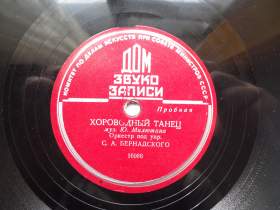 КОМИТЕТ ПО ДЕЛАМ ИСКУССТВ ПРИ СОВЕТЕ МИНИСТРОВ СССР
ДОМ
ЗВУКО
ЗАПИСИ
Пробная
ХОРОВОДНЫЙ ТАНЕЦ
муз. Ю. Милютина
Оркестр под упр.
С. А. БЕРНАДСКОГО